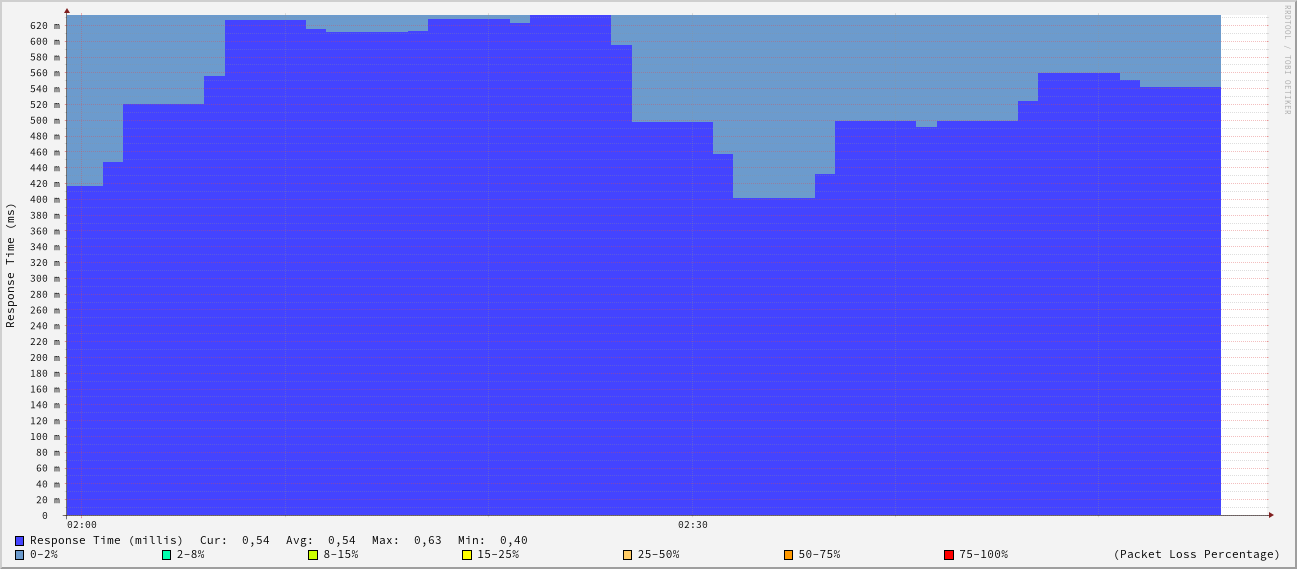 RRDTOOL / TOBI OETIKER
Response Time (ms)
620 m
600 m
580 m
560 m
540 m
520 m
500 m
480 m
460 m
440 m
420 m
400 m
380 m
360 m
340 m
320 m
300 m
280 m
260 m
240 m
220 m
200 m
180 m
160 m
140 m
120 m
100 m
80 m
60 m
40 m
20 m
0
02:00 02:30
Response Time (millis) Cur: 0,54 Avg: 0,54 Max: 0,63 Min: 0,40
0-2% 2-8% 8-15% 15-25% 25-50% 50-75% 75-100% (Packet Loss Percentage)